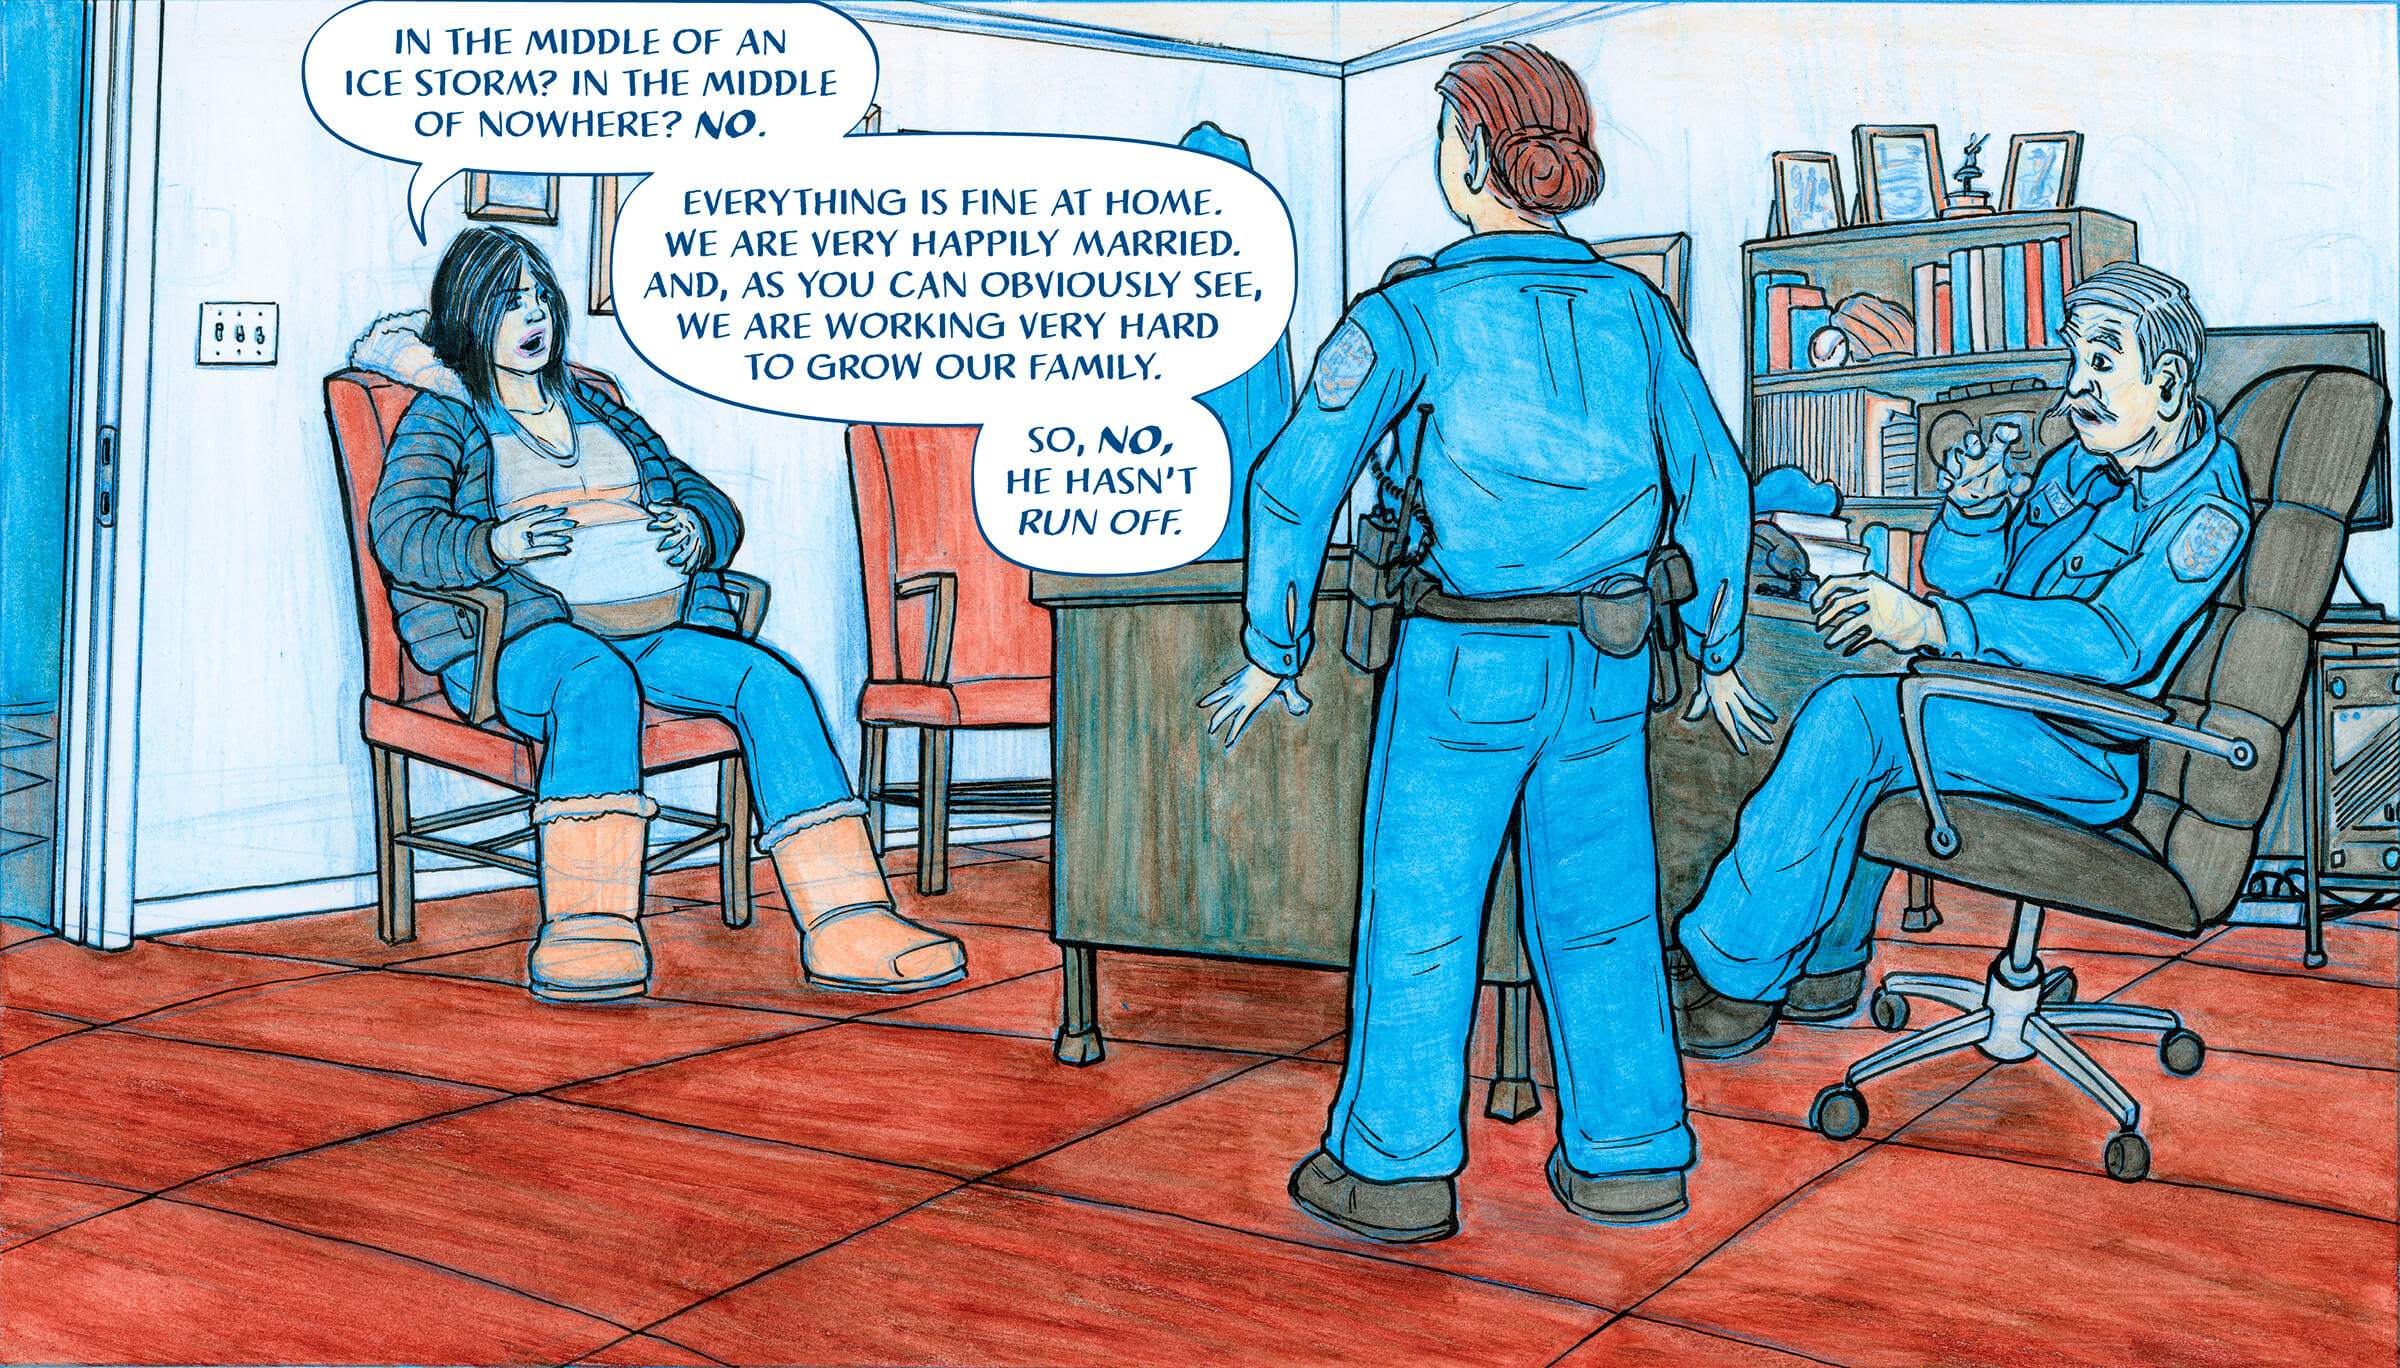 IN THE MIDDLE OF AN
ICE STORM? IN THE MIDDLE
OF NOWHERE? NO.
EVERYTHING IS FINE AT HOME.
WE ARE VERY HAPPILY MARRIED.
AND, AS YOU CAN OBVIOUSLY SEE,
WE ARE WORKING VERY HARD
TO GROW OUR FAMILY.
SO, NO,
HE HASN'T
RUN OFF.